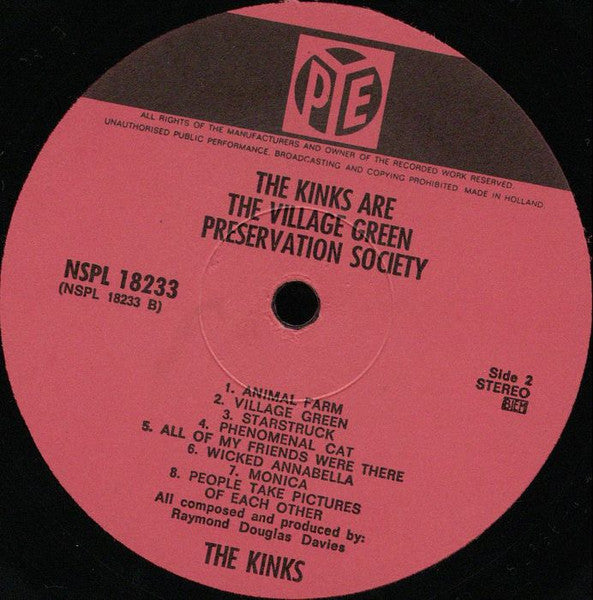 PYE
ALL RIGHTS OF THE MANUFACTURERS AND OWNER OF THE RECORDED WORK RESERVED.
UNAUTHORISED PUBLIC PERFORMANCE, BROADCASTING AND COPYING PROHIBITED MADE IN HOLLAND.
THE KINKS ARE
THE VILLAGE GREEN
PRESERVATION SOCIETY
NSPL 18233
(NSPL 18233 B)
Side 2
STEREO
BIEM
1. ANIMAL FARM
2. VILLAGE GREEN
3. STARSTRUCK
4. PHENOMENAL CAT
5. ALL OF MY FRIENDS WERE THERE
6. WICKED ANNABELLA
7. MONICA
8. PEOPLE TAKE PICTURES
OF EACH OTHER
All composed and produced by:
Raymond Douglas Davies
THE KINKS